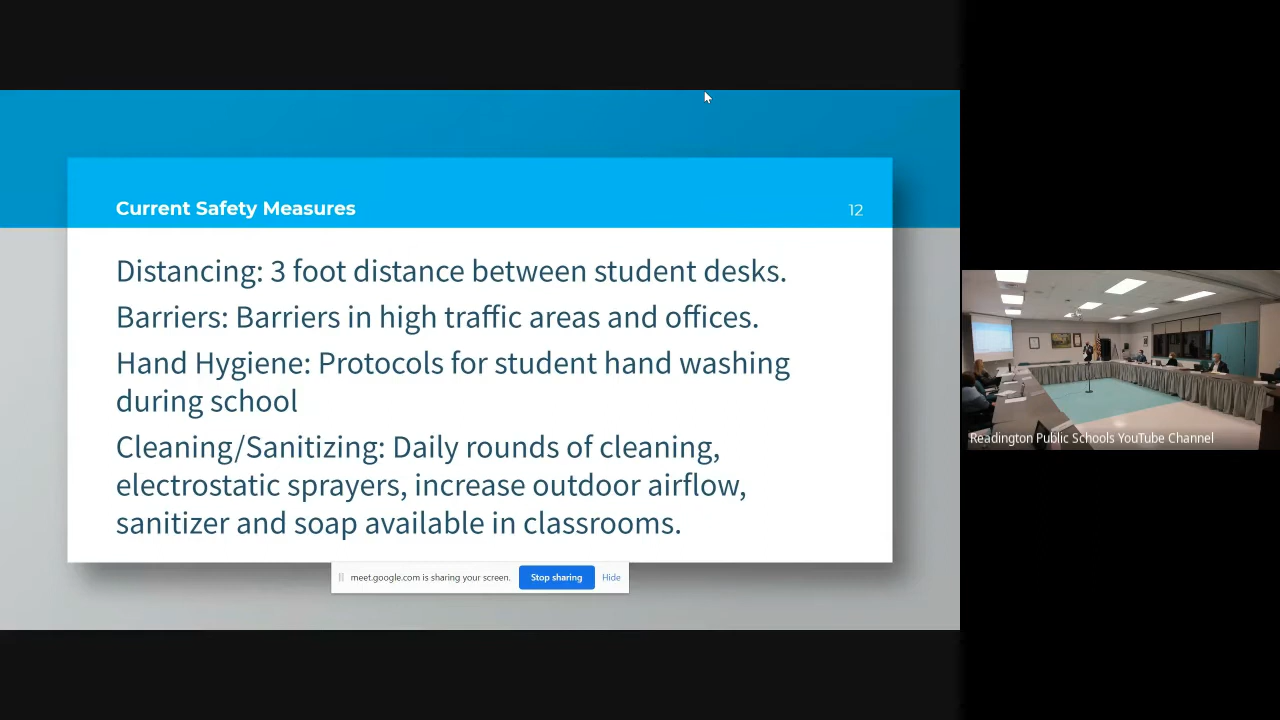 Current Safety Measures
12
Distancing: 3 foot distance between student desks.
Barriers: Barriers in high traffic areas and offices.
Hand Hygiene: Protocols for student hand washing
during school
Cleaning/Sanitizing: Daily rounds of cleaning,
electrostatic sprayers, increase outdoor airflow,
sanitizer and soap available in classrooms.
meet.google.com is sharing your screen.
Stop sharing
Hide
Readington Public Schools YouTube Channel